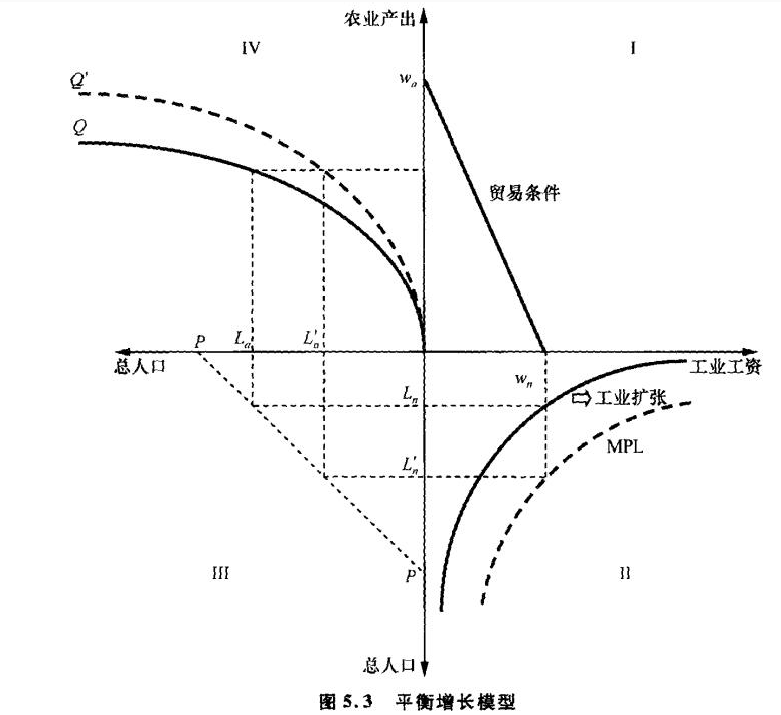 农业产出
IV
I
Q'
w_a
Q
贸易条件
P
L_a
L'_n
总人口
w_n
工业工资
L_n
工业扩张
MPL
L'_n
III
P
II
总人口
图 5.3 平衡增长模型